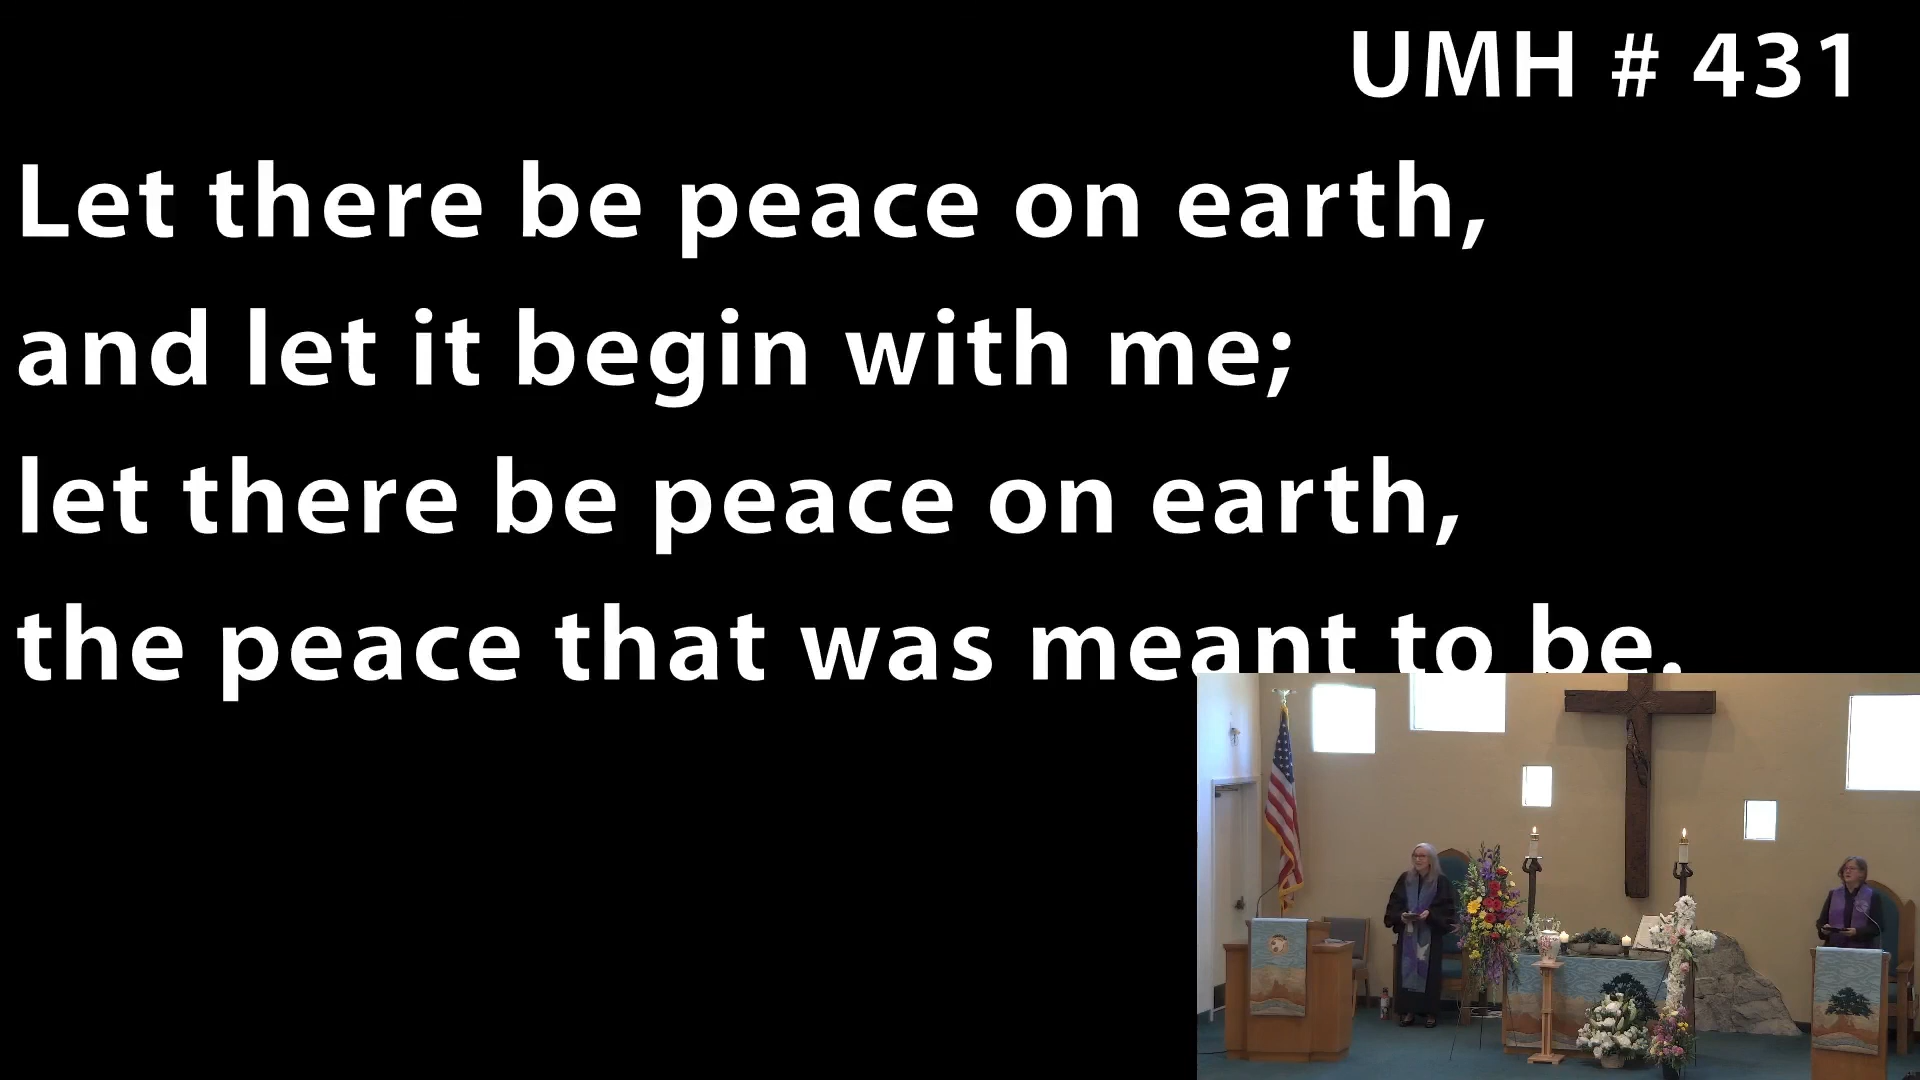 UMH # 431
Let there be peace on earth,
and let it begin with me;
let there be peace on earth,
the peace that was meant to be.